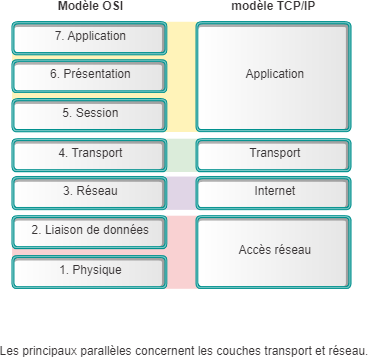 Modèle OSI
modèle TCP/IP
7. Application
6. Présentation
5. Session
4. Transport
3. Réseau
2. Liaison de données
1. Physique
Application
Transport
Internet
Accès réseau
Les principaux parallèles concernent les couches transport et réseau.